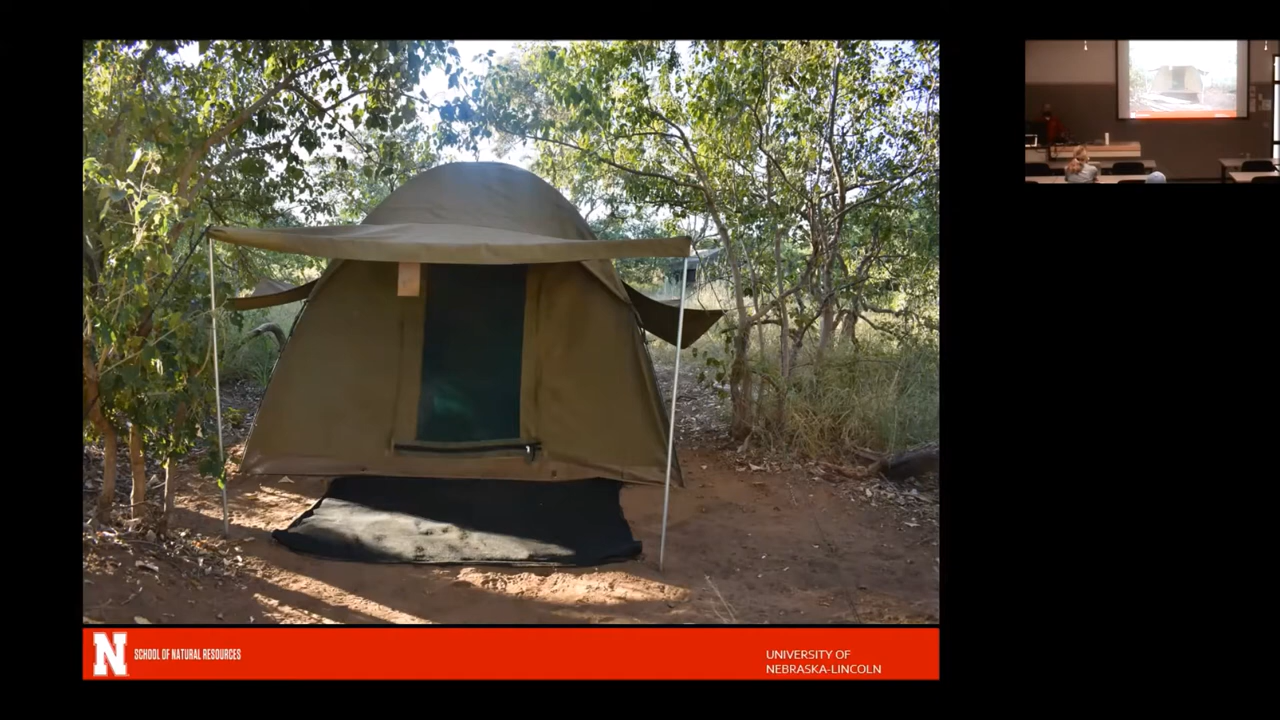 N SCHOOL OF NATURAL RESOURCES
UNIVERSITY OF
NEBRASKA-LINCOLN